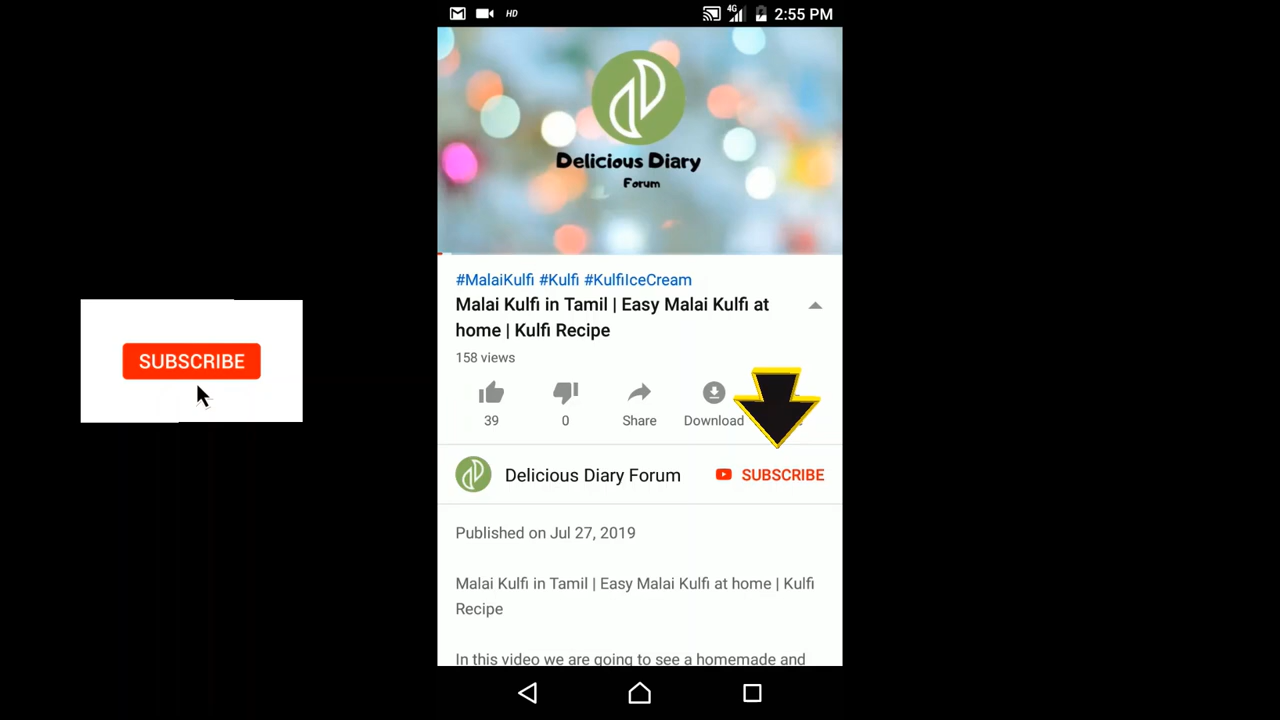 HD
4G
2:55 PM
Delicious Diary
Forum
#MalaiKulfi #Kulfi #KulfiIceCream
Malai Kulfi in Tamil | Easy Malai Kulfi at
home | Kulfi Recipe
158 views
39
0
Share
Download
SUBSCRIBE
Delicious Diary Forum
SUBSCRIBE
Published on Jul 27, 2019
Malai Kulfi in Tamil | Easy Malai Kulfi at home | Kulfi
Recipe
In this video we are going to see a homemade and